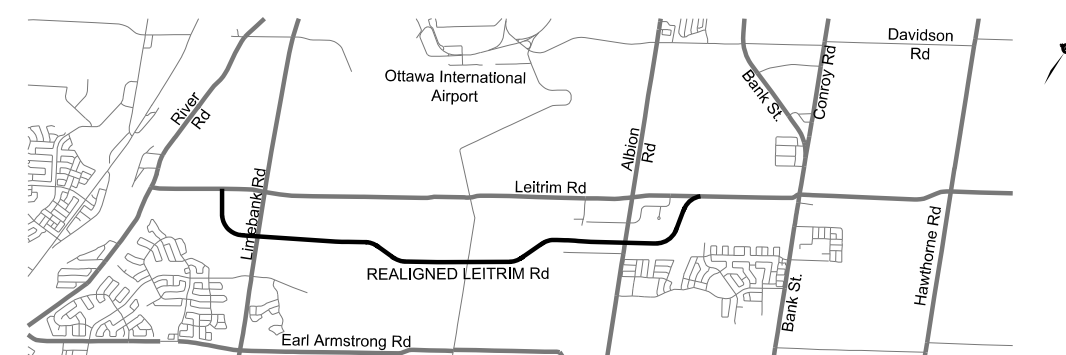 Davidson
Rd
Ottawa International
Airport
Bank St.
Conroy Rd
River
Rd
Albion
Rd
Leitrim Rd
Limebank Rd
Hawthorne Rd
REALIGNED LEITRIM Rd
Bank St.
Earl Armstrong Rd